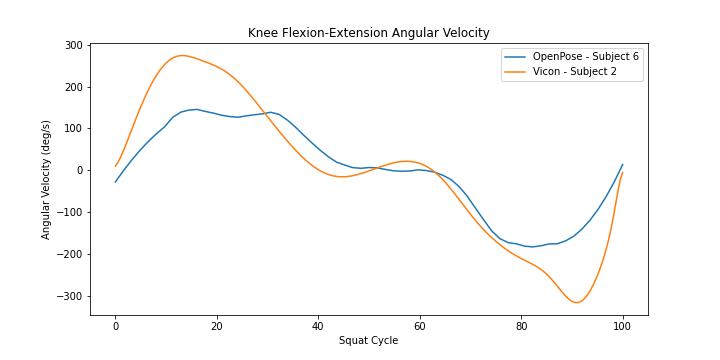 Knee Flexion-Extension Angular Velocity
OpenPose - Subject 6
Vicon - Subject 2
Angular Velocity (deg/s)
300
200
100
0
−100
−200
−300
0 20 40 60 80 100
Squat Cycle